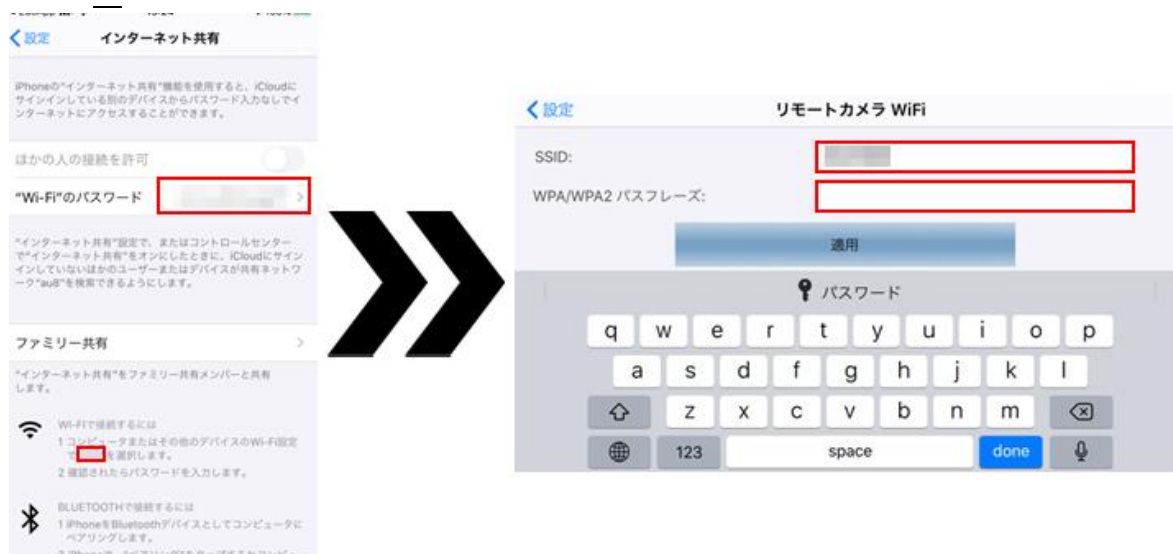 設定
インターネット共有
iPhoneの"インターネット共有"機能を使用すると、iCloudに
サインインしている別のデバイスからパスワード入力なしでイ
ンターネットにアクセスすることができます。
ほかの人の接続を許可
"Wi-Fi"のパスワード
"インターネット共有"設定で、またはコントロールセンター
で"インターネット共有"をオンにしたときに、iCloudにサイン
インしていないほかのユーザーまたはデバイスが共有ネットワ
ーク"au8"を検索できるようにします。
ファミリー共有
"インターネット共有"をファミリー共有メンバーと共有
します。
WI-FIで接続するには
1 コンピュータまたはその他のデバイスのWi-Fi設定
で を選択します。
2 確認されたらパスワードを入力します。
BLUETOOTHで接続するには
1 iPhoneをBluetoothデバイスとしてコンピュータに
ペアリングします。
設定
リモートカメラ WiFi
SSID:
WPA/WPA2 パスフレーズ:
適用
パスワード
q w e r t y u i o p
a s d f g h j k l
z x c v b n m
123 space done